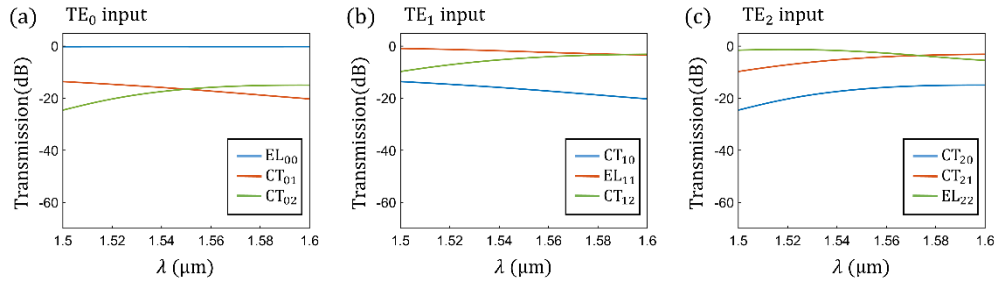 (a) TE₀ input
Transmission(dB)
0
-20
-40
-60
EL₀₀
CT₀₁
CT₀₂
1.5 1.52 1.54 1.56 1.58 1.6
λ (μm)
(b) TE₁ input
Transmission(dB)
0
-20
-40
-60
CT₁₀
EL₁₁
CT₁₂
1.5 1.52 1.54 1.56 1.58 1.6
λ (μm)
(c) TE₂ input
Transmission(dB)
0
-20
-40
-60
CT₂₀
CT₂₁
EL₂₂
1.5 1.52 1.54 1.56 1.58 1.6
λ (μm)